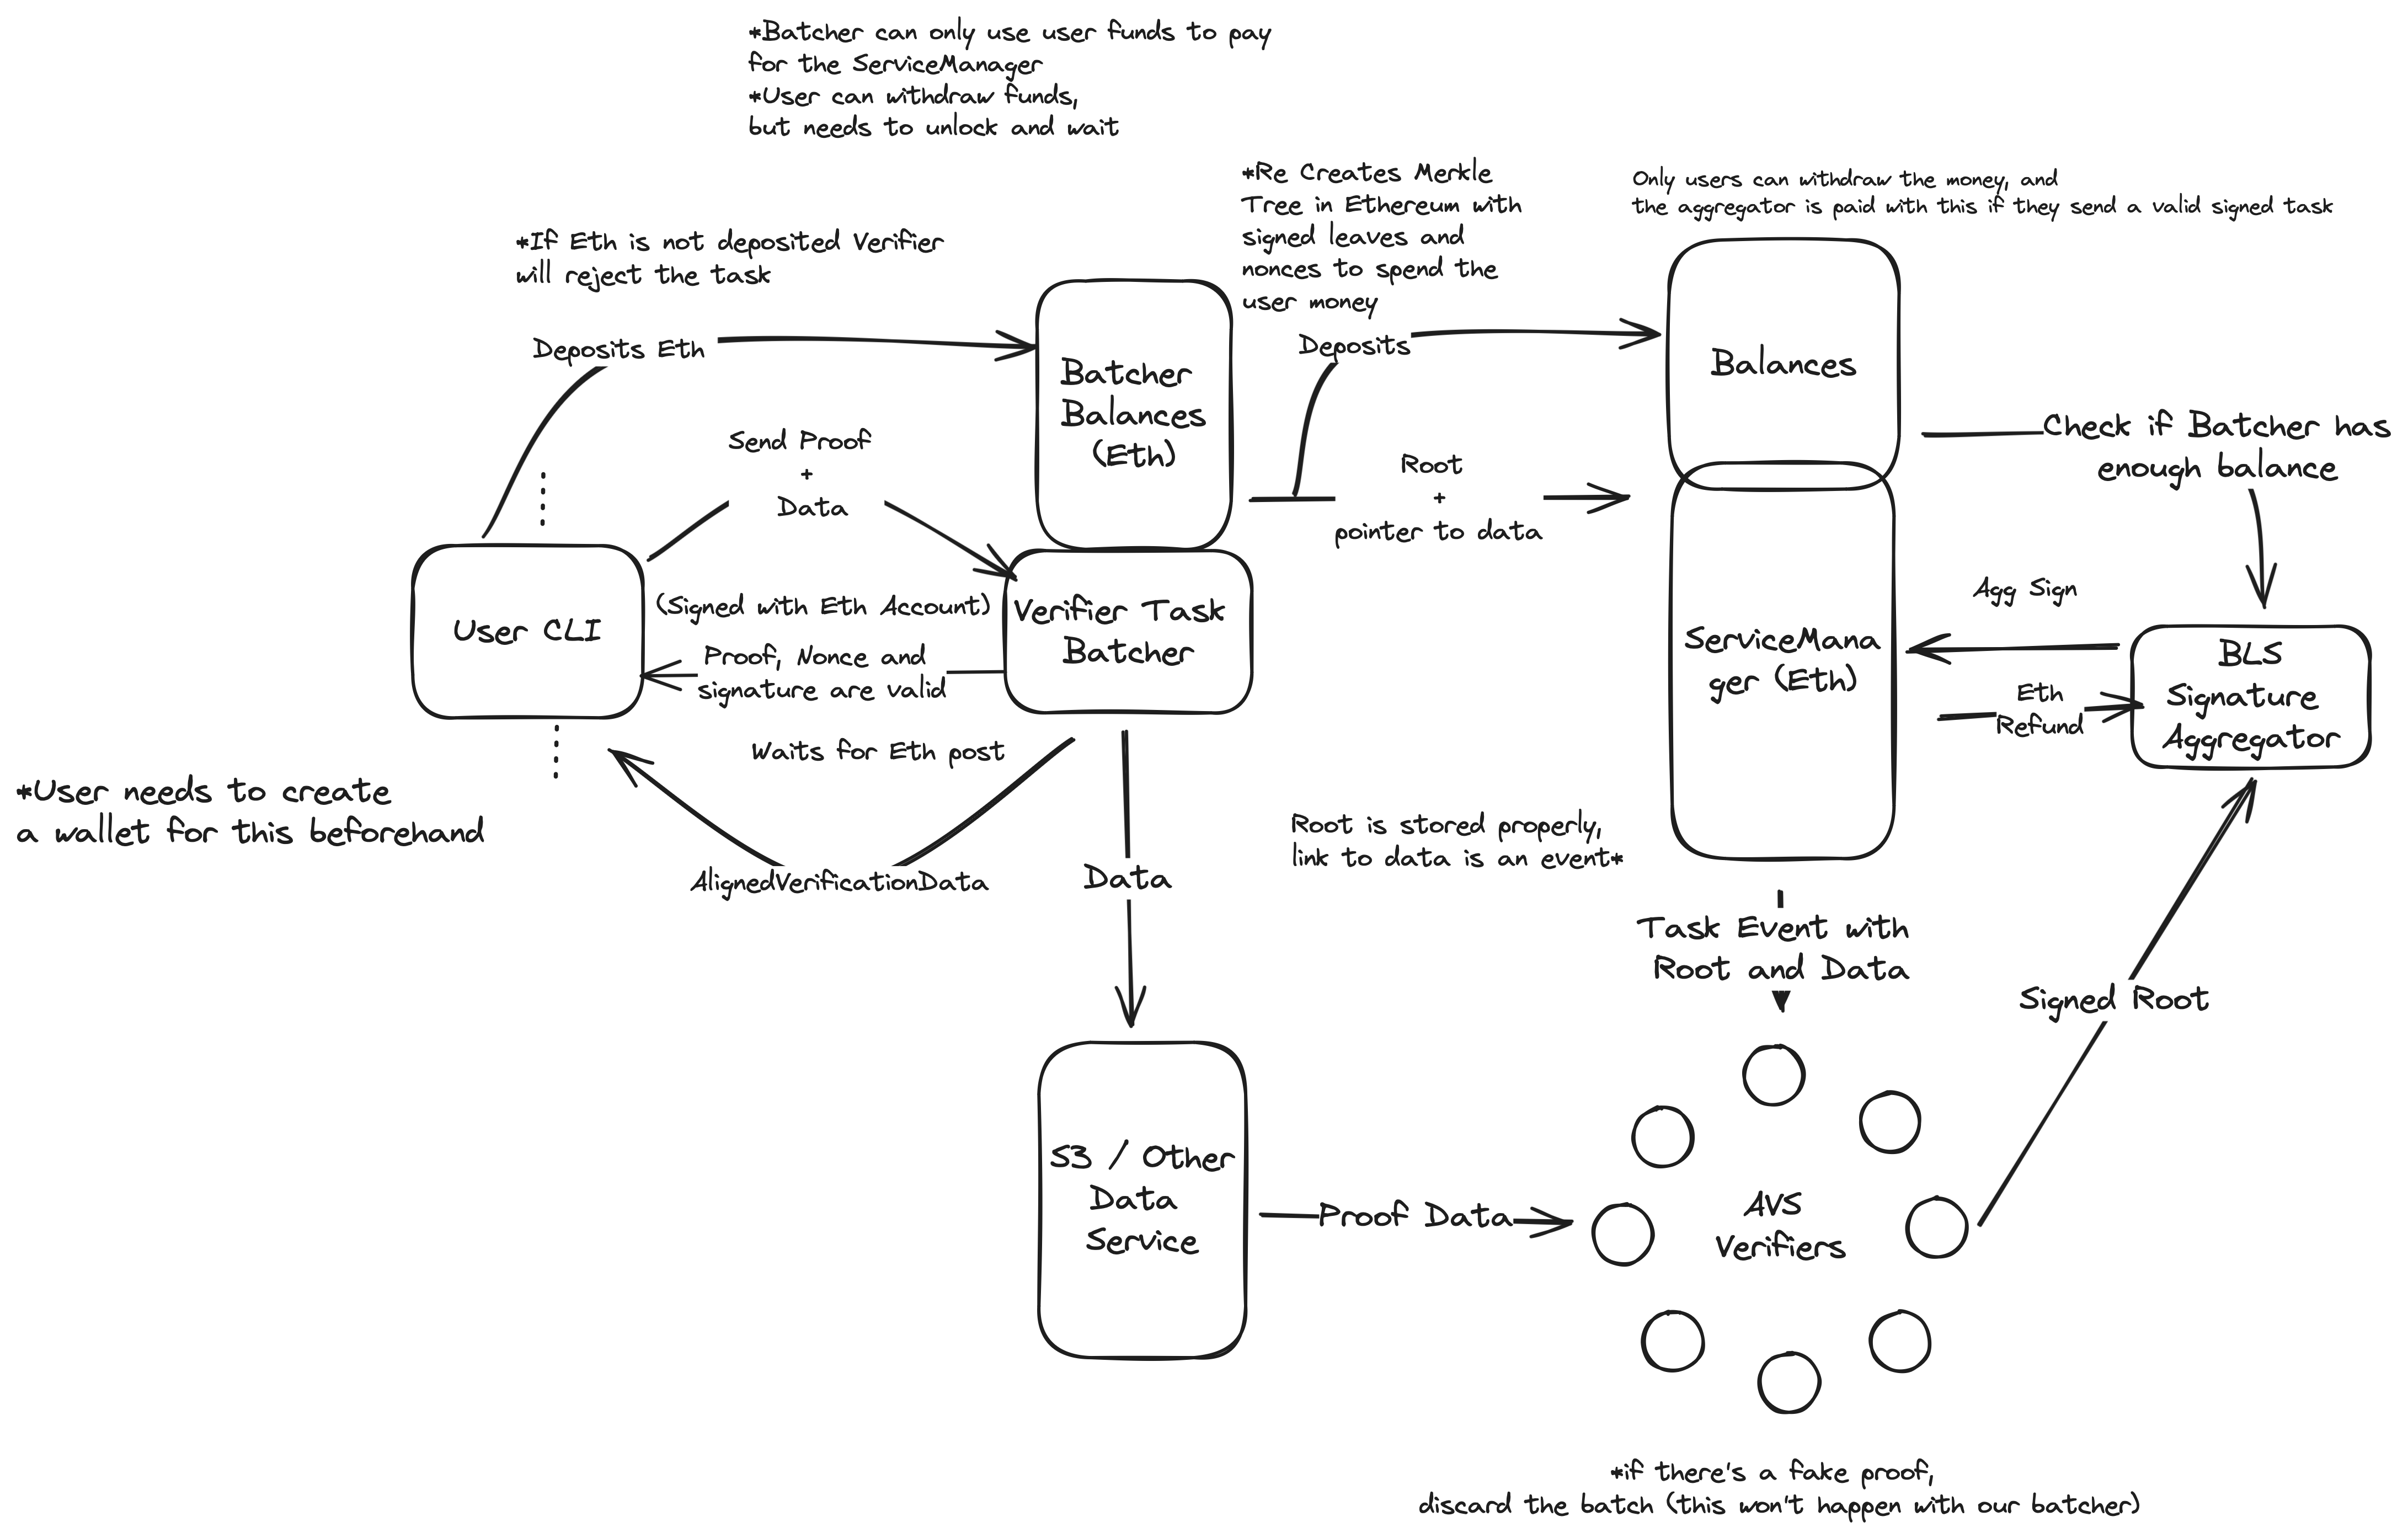 *Batcher can only use user funds to pay
for the ServiceManager
*User can withdraw funds,
but needs to unlock and wait
*Re Creates Merkle
Tree in Ethereum with
signed leaves and
nonces to spend the
user money
Only users can withdraw the money, and
the aggregator is paid with this if they send a valid signed task
*If Eth is not deposited Verifier
will reject the task
Deposits Eth
Batcher
Balances
(Eth)
Deposits
Balances
Check if Batcher has
enough balance
Send Proof
+
Data
Root
+
pointer to data
User CLI
(Signed with Eth Account)
Proof, Nonce and
signature are valid
Verifier Task
Batcher
ServiceMana
ger (Eth)
Agg Sign
Eth
Refund
BLS
Signature
Aggregator
Waits for Eth post
*User needs to create
a wallet for this beforehand
AlignedVerificationData
Data
Root is stored properly,
link to data is an event*
Task Event with
Root and Data
Signed Root
S3 / Other
Data
Service
Proof Data
AVS
Verifiers
*if there's a fake proof,
discard the batch (this won't happen with our batcher)